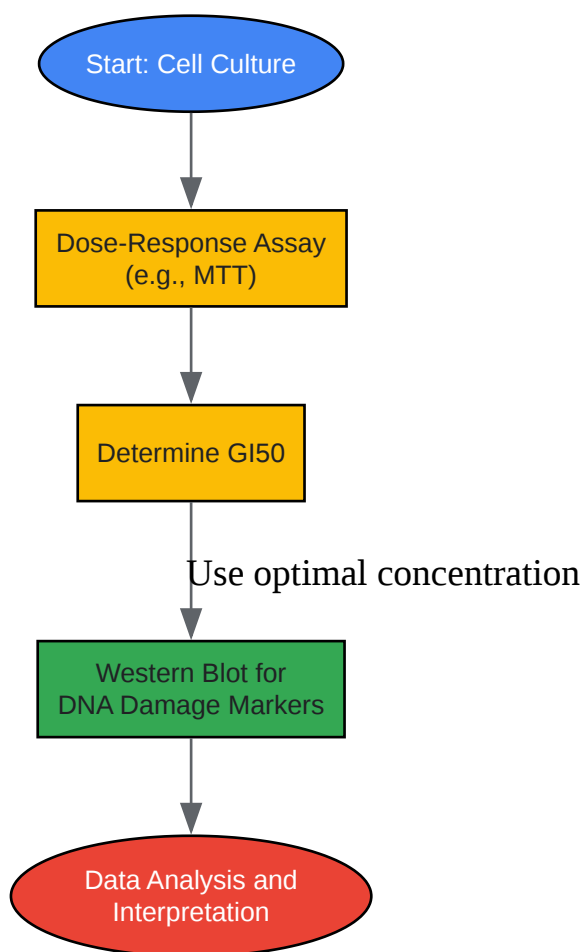 Start: Cell Culture
Dose-Response Assay
(e.g., MTT)
Determine GI50
Use optimal concentration
Western Blot for
DNA Damage Markers
Data Analysis and
Interpretation